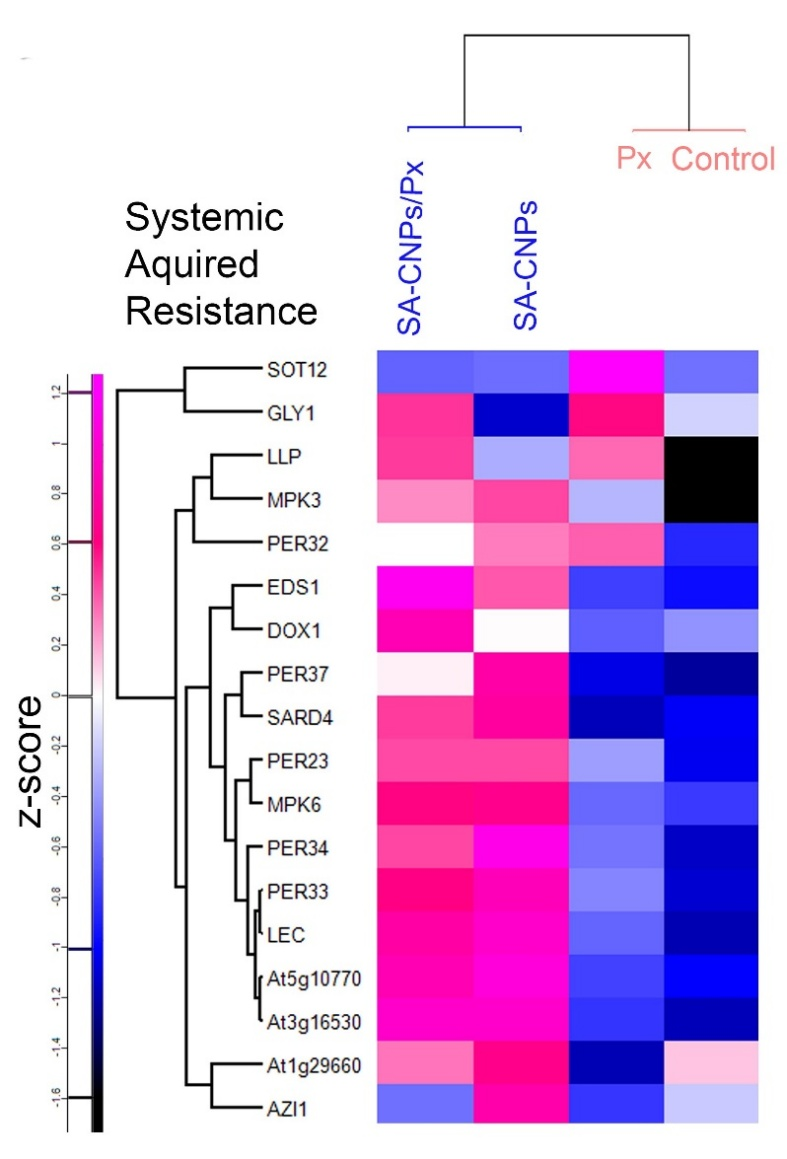 Px Control
SA-CNPs/Px
SA-CNPs
Systemic
Aquired
Resistance
SOT12
GLY1
LLP
MPK3
PER32
EDS1
DOX1
PER37
SARD4
PER23
MPK6
PER34
PER33
LEC
At5g10770
At3g16530
At1g29660
AZI1
z-score
1.2
1
0.8
0.6
0.4
0.2
0
-0.2
-0.4
-0.6
-0.8
-1
-1.2
-1.4
-1.6